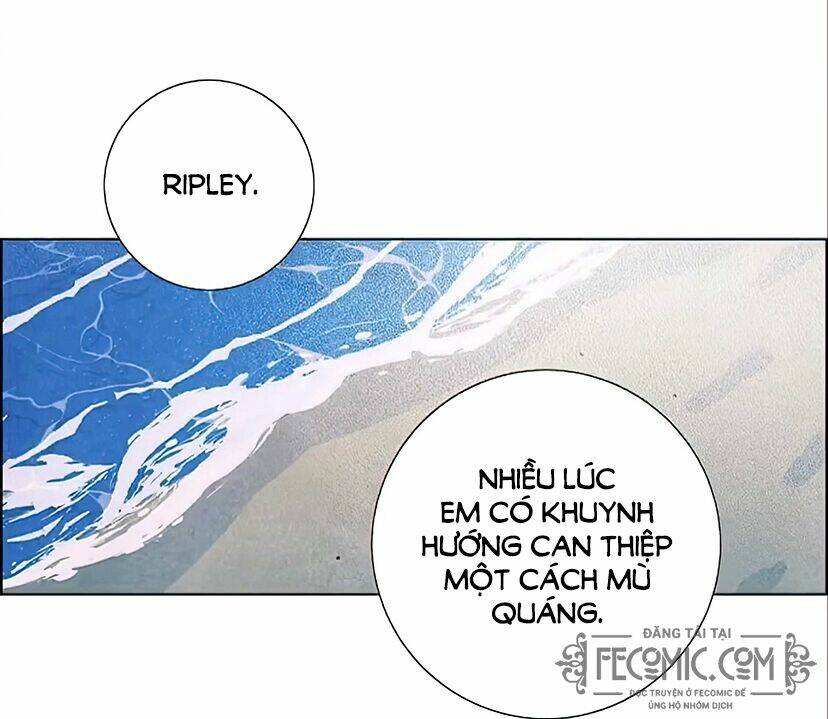 RIPLEY.
NHIỀU LÚC
EM CÓ KHUYNH
HƯỚNG CAN THIỆP
MỘT CÁCH MÙ
QUÁNG.
ĐĂNG TẢI TẠI
FECOMIC.COM
ĐỌC TRUYỆN Ở FECOMIC ĐỂ
ỦNG HỘ NHÓM DỊCH